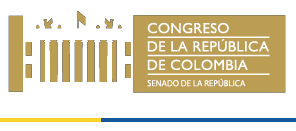 CONGRESO
DE LA REPÚBLICA
DE COLOMBIA
SENADO DE LA REPÚBLICA